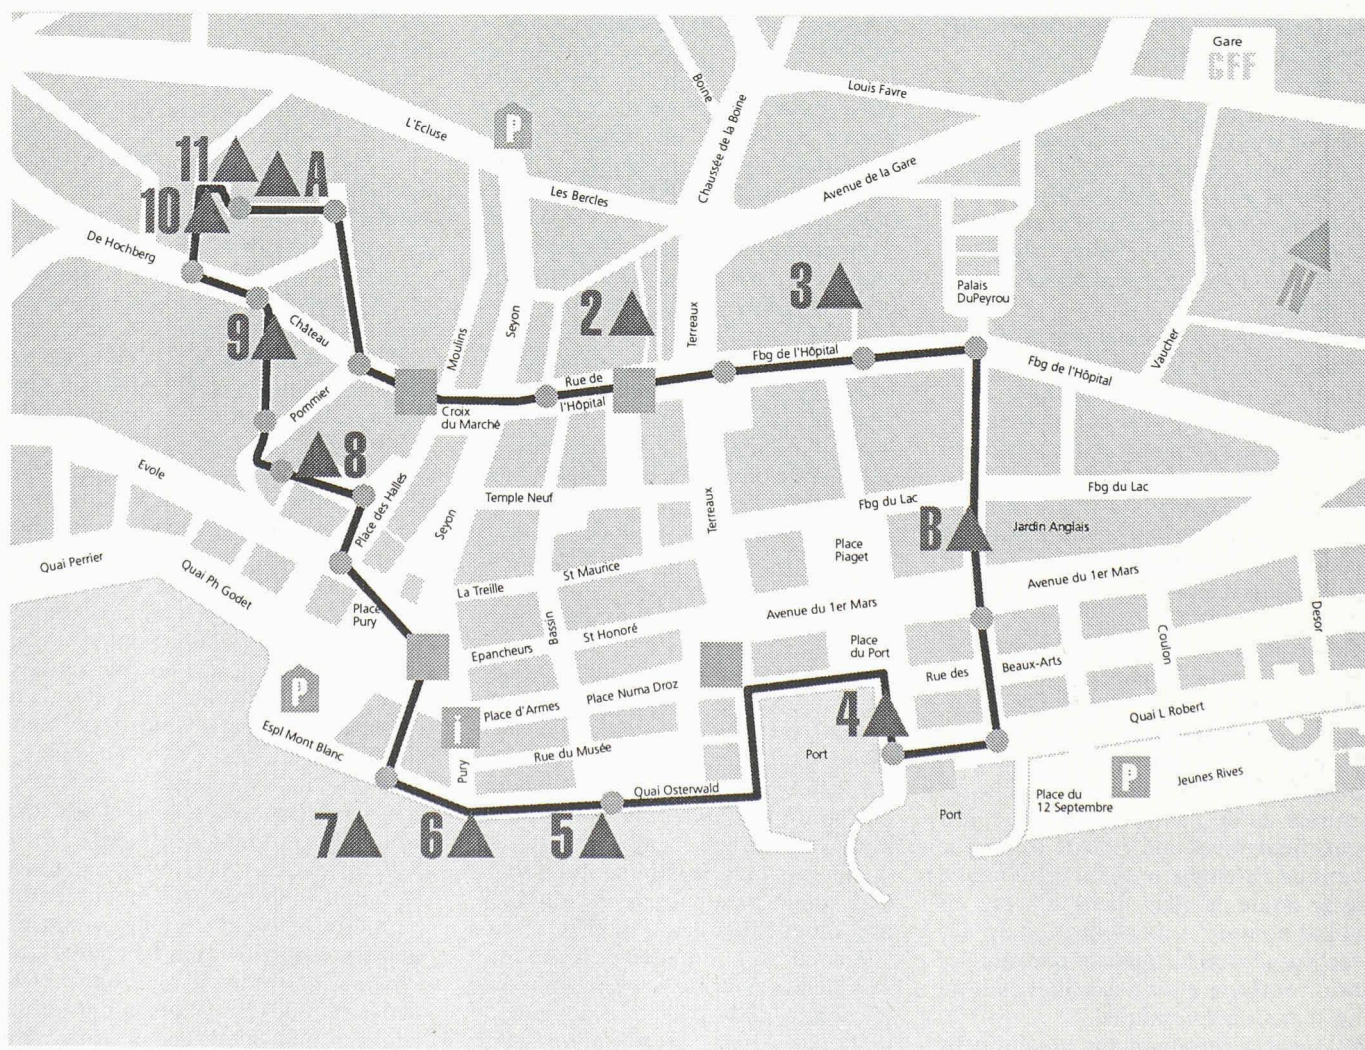 Gare
CFF
Boine
Louis Favre
L'Ecluse
P
Chaussée de la Boine
Avenue de la Gare
Les Bercles
11
A
10
De Hochberg
N
2
3
Palais
DuPeyrou
Château
9
Moulins
Seyon
Terreaux
Fbg de l'Hôpital
Vaucher
Fbg de l'Hôpital
Rue de
l'Hôpital
Pommier
Croix
du Marché
8
Evole
Place des Halles
Temple Neuf
Seyon
Terreaux
Fbg du Lac
Fbg du Lac
B
Jardin Anglais
Place
Piaget
Quai Perrier
Quai Ph Godet
La Treille
St Maurice
Avenue du 1er Mars
Place
Pury
Bassin
St Honoré
Avenue du 1er Mars
Epancheurs
Place
du Port
Coulon
Desor
Rue des
Beaux-Arts
P
Place d'Armes
Place Numa Droz
4
Quai L Robert
i
Espl Mont Blanc
Rue du Musée
Port
Pury
P
Jeunes Rives
Quai Osterwald
Place du
12 Septembre
Port
7
6
5